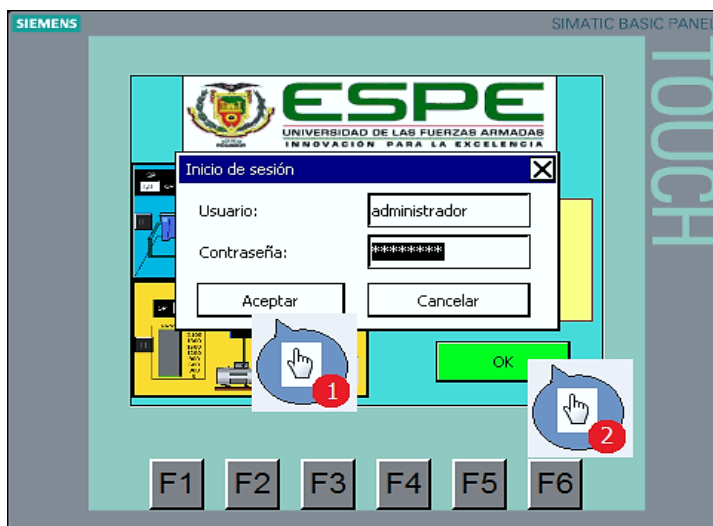 SIEMENS
SIMATIC BASIC PANEL
TOUCH
ESPE
UNIVERSIDAD DE LAS FUERZAS ARMADAS
INNOVACIÓN PARA LA EXCELENCIA
Inicio de sesión
Usuario:
administrador
Contraseña:
********
Aceptar
Cancelar
OK
1
2
F1
F2
F3
F4
F5
F6